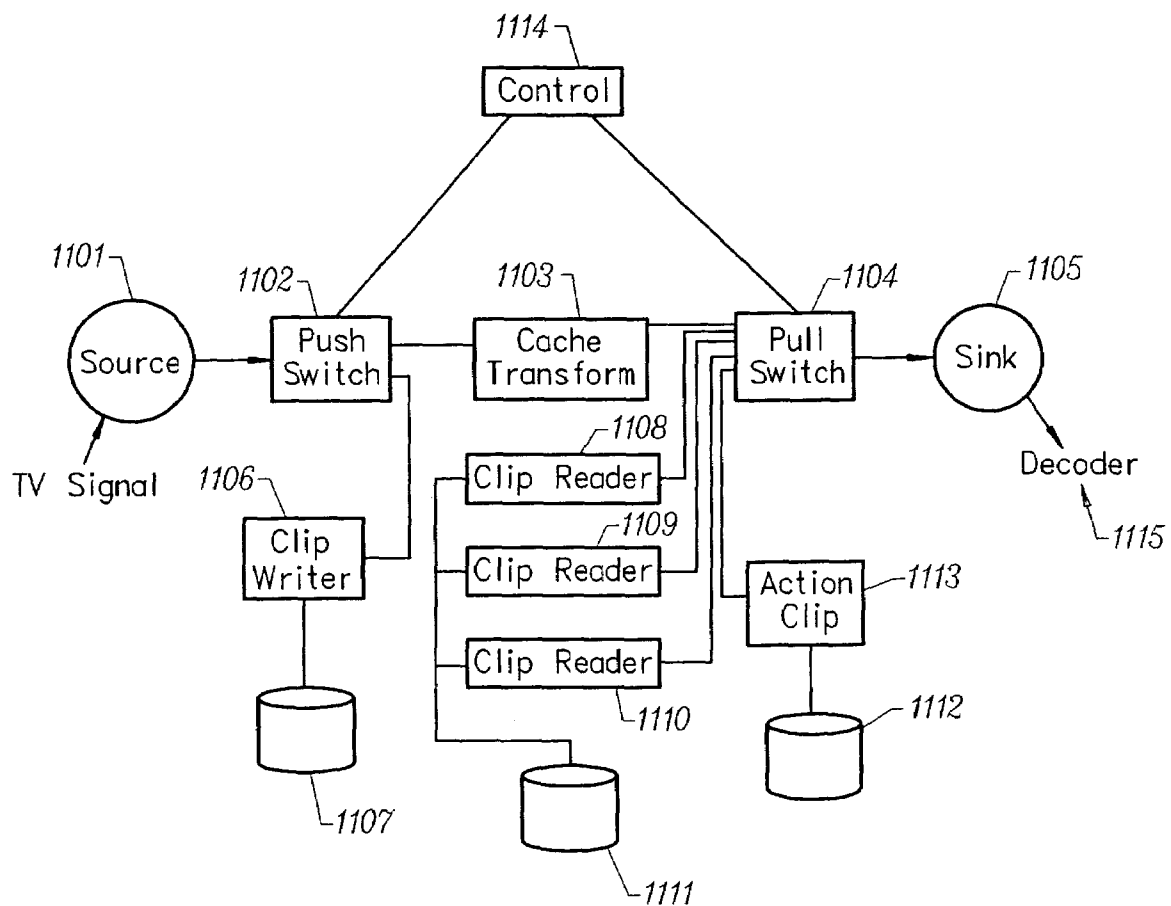 1114
Control
1101
1102
1103
1104
1105
Source
Push
Switch
Cache
Transform
Pull
Switch
Sink
TV Signal
1108
Clip Reader
Decoder
1106
1109
1115
Clip
Writer
Clip Reader
Action
Clip
1113
Clip Reader
1110
1112
1107
1111